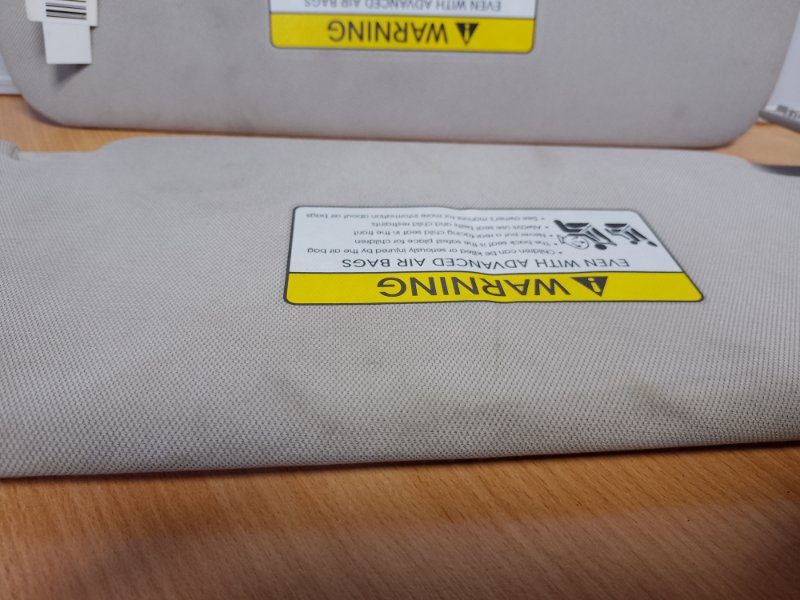 WARNING
EVEN WITH ADVANCED AIR BAGS
WARNING
EVEN WITH ADVANCED AIR BAGS
• Children can be killed or seriously injured by the air bag
• The back seat is the safest place for children
• Never put a rear-facing child seat in the front
• Always use seat belts and child restraints
• See owner's manual for more information about air bags